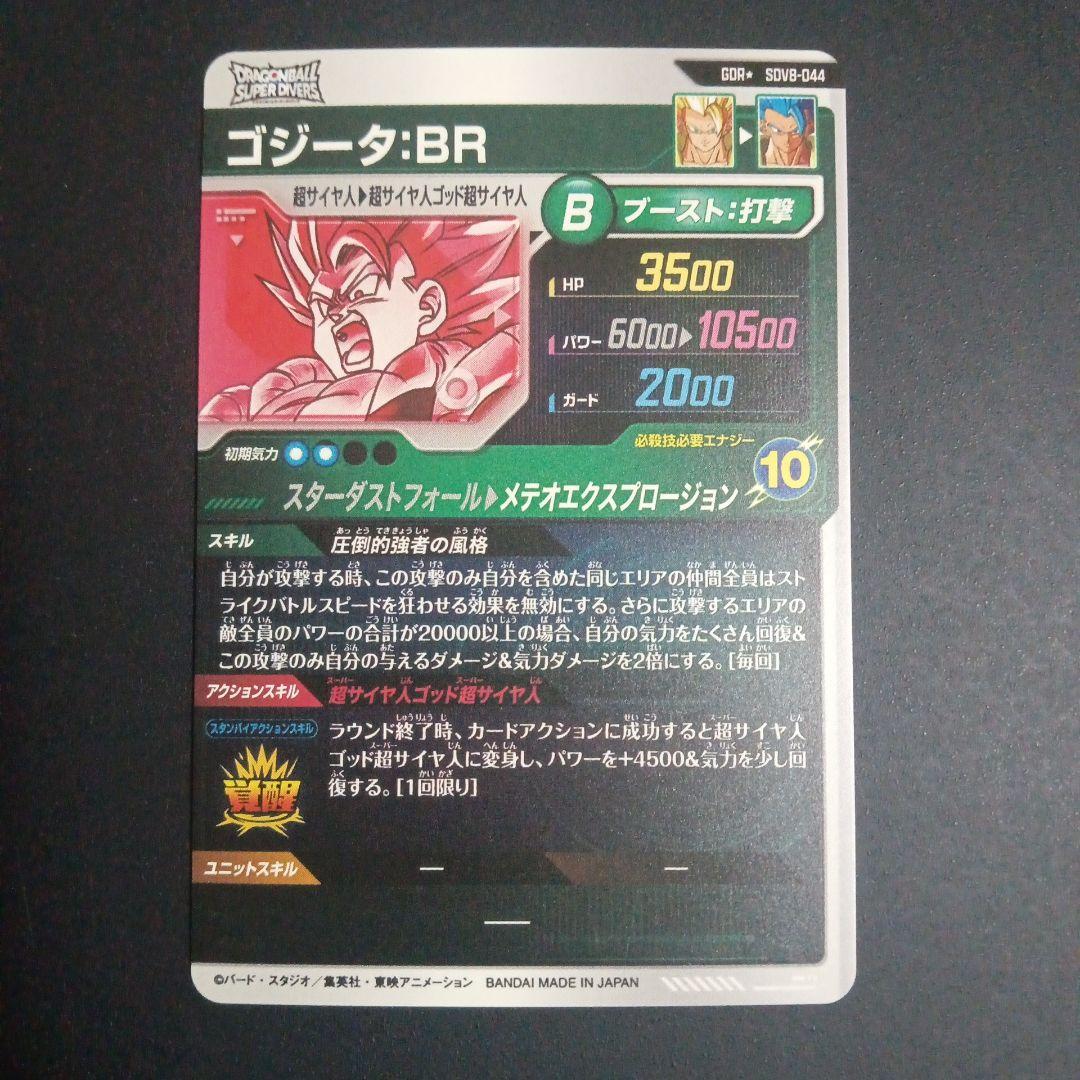 DRAGONBALL
SUPER DIVERS
GDR★ SDV8-044
ゴジータ:BR
超サイヤ人▶超サイヤ人ゴッド超サイヤ人
B ブースト:打撃
HP 3500
パワー 6000▶10500
ガード 2000
必殺技必要エナジー
10
初期気力
スターダストフォール▶メテオエクスプロージョン
スキル 圧倒的強者の風格
自分が攻撃する時、この攻撃のみ自分を含めた同じエリアの仲間全員はスト
ライクバトルスピードを狂わせる効果を無効にする。さらに攻撃するエリアの
敵全員のパワーの合計が20000以上の場合、自分の気力をたくさん回復&
この攻撃のみ自分の与えるダメージ&気力ダメージを2倍にする。[毎回]
アクションスキル 超サイヤ人ゴッド超サイヤ人
スタンバイアクションスキル
覚醒
ラウンド終了時、カードアクションに成功すると超サイヤ人
ゴッド超サイヤ人に変身し、パワーを+4500&気力を少し回
復する。[1回限り]
ユニットスキル — —
—
©バード・スタジオ／集英社・東映アニメーション BANDAI MADE IN JAPAN